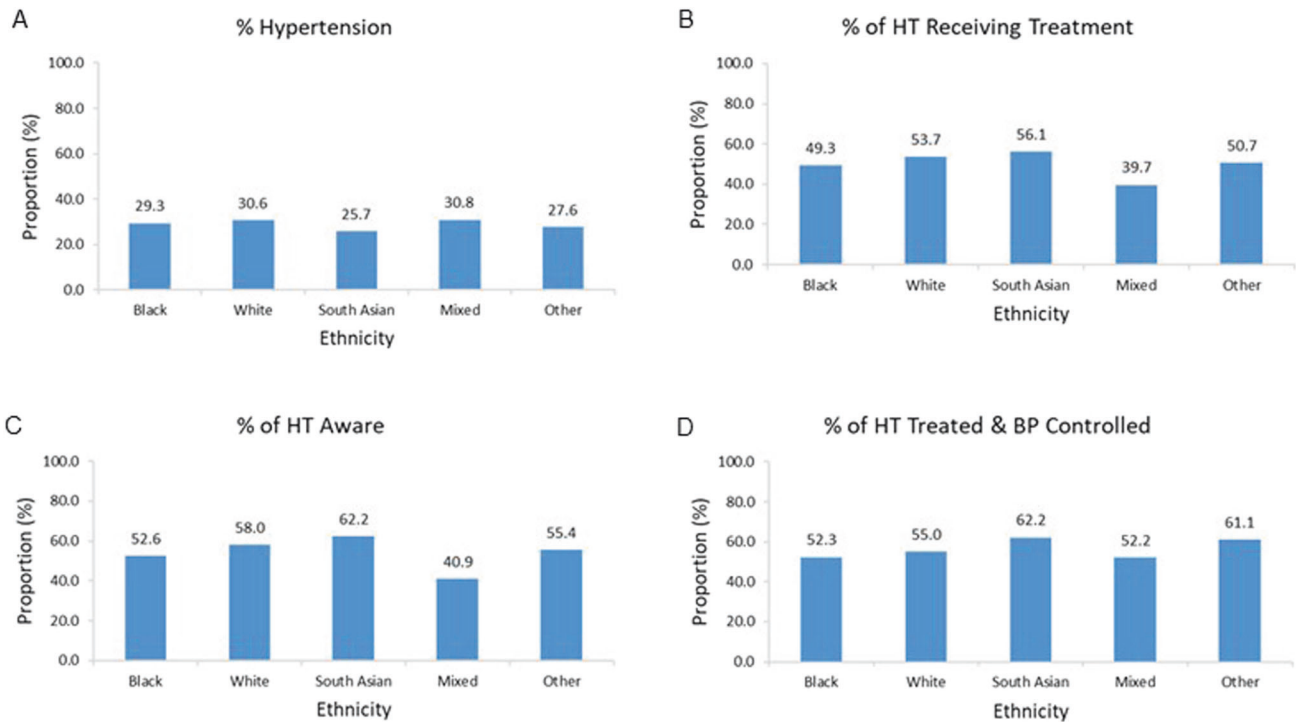 A
% Hypertension
100.0
80.0
60.0
40.0
20.0
0.0
Proportion (%)
29.3
30.6
25.7
30.8
27.6
Black White South Asian Mixed Other
Ethnicity
B
% of HT Receiving Treatment
100.0
80.0
60.0
40.0
20.0
0.0
Proportion (%)
49.3
53.7
56.1
39.7
50.7
Black White South Asian Mixed Other
Ethnicity
C
% of HT Aware
100.0
80.0
60.0
40.0
20.0
0.0
Proportion (%)
52.6
58.0
62.2
40.9
55.4
Black White South Asian Mixed Other
Ethnicity
D
% of HT Treated & BP Controlled
100.0
80.0
60.0
40.0
20.0
0.0
Proportion (%)
52.3
55.0
62.2
52.2
61.1
Black White South Asian Mixed Other
Ethnicity